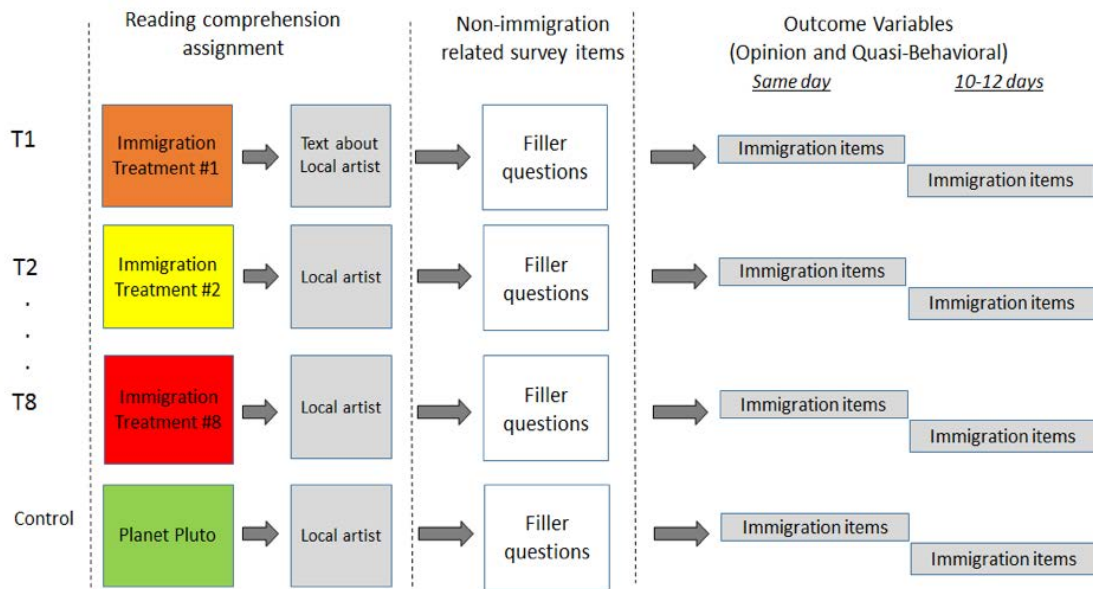 Reading comprehension
assignment
Non-immigration
related survey items
Outcome Variables
(Opinion and Quasi-Behavioral)
Same day
10-12 days
T1
Immigration
Treatment #1
Text about
Local artist
Filler
questions
Immigration items
Immigration items
T2
Immigration
Treatment #2
Local artist
Filler
questions
Immigration items
Immigration items
.
.
.
T8
Immigration
Treatment #8
Local artist
Filler
questions
Immigration items
Immigration items
Control
Planet Pluto
Local artist
Filler
questions
Immigration items
Immigration items